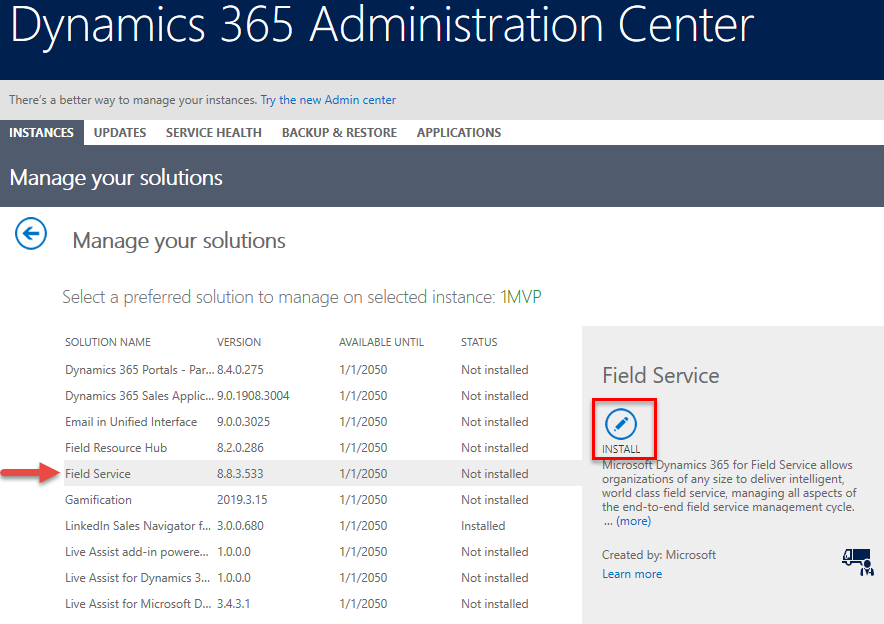 Dynamics 365 Administration Center
There's a better way to manage your instances. Try the new Admin center
INSTANCES UPDATES SERVICE HEALTH BACKUP & RESTORE APPLICATIONS
Manage your solutions
Manage your solutions
Select a preferred solution to manage on selected instance: 1MVP
SOLUTION NAME VERSION AVAILABLE UNTIL STATUS
Dynamics 365 Portals - Par... 8.4.0.275 1/1/2050 Not installed
Dynamics 365 Sales Applic... 9.0.1908.3004 1/1/2050 Not installed
Email in Unified Interface 9.0.0.3025 1/1/2050 Not installed
Field Resource Hub 8.2.0.286 1/1/2050 Not installed
Field Service 8.8.3.533 1/1/2050 Not installed
Gamification 2019.3.15 1/1/2050 Not installed
LinkedIn Sales Navigator f... 3.0.0.680 1/1/2050 Installed
Live Assist add-in powere... 1.0.0.0 1/1/2050 Not installed
Live Assist for Dynamics 3... 1.0.0.0 1/1/2050 Not installed
Live Assist for Microsoft D... 3.4.3.1 1/1/2050 Not installed
Field Service
INSTALL
Microsoft Dynamics 365 for Field Service allows
organizations of any size to deliver intelligent,
world class field service, managing all aspects of
the end-to-end field service management cycle.
... (more)
Created by: Microsoft
Learn more